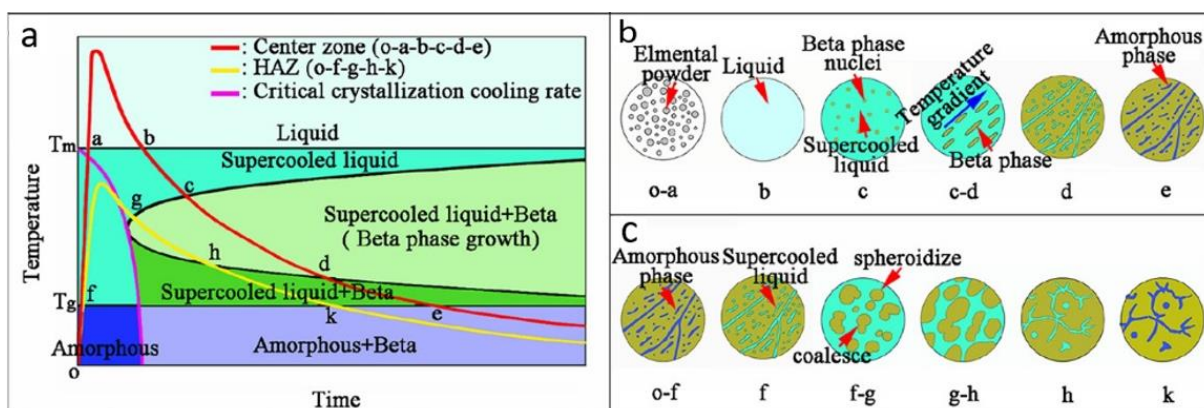 a
: Center zone (o-a-b-c-d-e)
: HAZ (o-f-g-h-k)
: Critical crystallization cooling rate
Liquid
Tm
a
b
Supercooled liquid
c
g
Supercooled liquid+Beta
( Beta phase growth)
h
d
Supercooled liquid+Beta
Tg
f
k
e
Amorphous
Amorphous+Beta
o
Temperature
Time
b
Elmental
powder
Liquid
Beta phase
nuclei
Supercooled
liquid
Temperature
gradient
Beta phase
Amorphous
phase
o-a
b
c
c-d
d
e
c
Amorphous
phase
Supercooled
liquid
spheroidize
coalesce
o-f
f
f-g
g-h
h
k